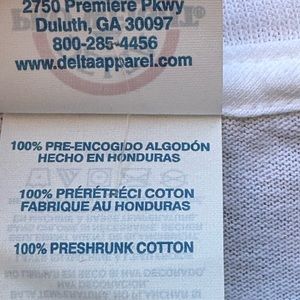 2750 Premiere Pkwy
Duluth, GA 30097
800-285-4456
www.deltaapparel.com
100% PRE-ENCOGIDO ALGODÓN
HECHO EN HONDURAS
100% PRÉRÉTRÉCI COTON
FABRIQUE AU HONDURAS
100% PRESHRUNK COTTON